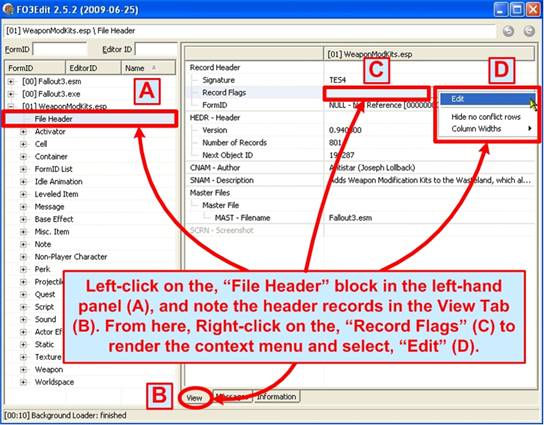 FO3Edit 2.5.2 (2009-06-25)
[01] WeaponModKits.esp \ File Header
FormID Editor ID
FormID EditorID Name
[00] Fallout3.esm
[00] Fallout3.exe
[01] WeaponModKits.esp
File Header
Activator
Cell
Container
FormID List
Idle Animation
Leveled Item
Message
Base Effect
Misc. Item
Note
Non-Player Character
Perk
Projectile
Quest
Script
Sound
Actor Ef
Static
Texture
Weapon
Worldspace
A
[01] WeaponModKits.esp
Record Header
Signature TES4
Record Flags
FormID NULL - Null Reference [0000000
HEDR - Header
Version 0.940000
Number of Records 801
Next Object ID
CNAM - Author Antistar (Joseph Lollback)
SNAM - Description Adds Weapon Modification Kits to the Wasteland, which al...
Master Files
Master File
MAST - Filename Fallout3.esm
SCRN - Screenshot
C
D
Edit
Hide no conflict rows
Column Widths
Left-click on the, “File Header” block in the left-hand
panel (A), and note the header records in the View Tab
(B). From here, Right-click on the, “Record Flags” (C) to
render the context menu and select, “Edit” (D).
B
View Messages Information
[00:10] Background Loader: finished